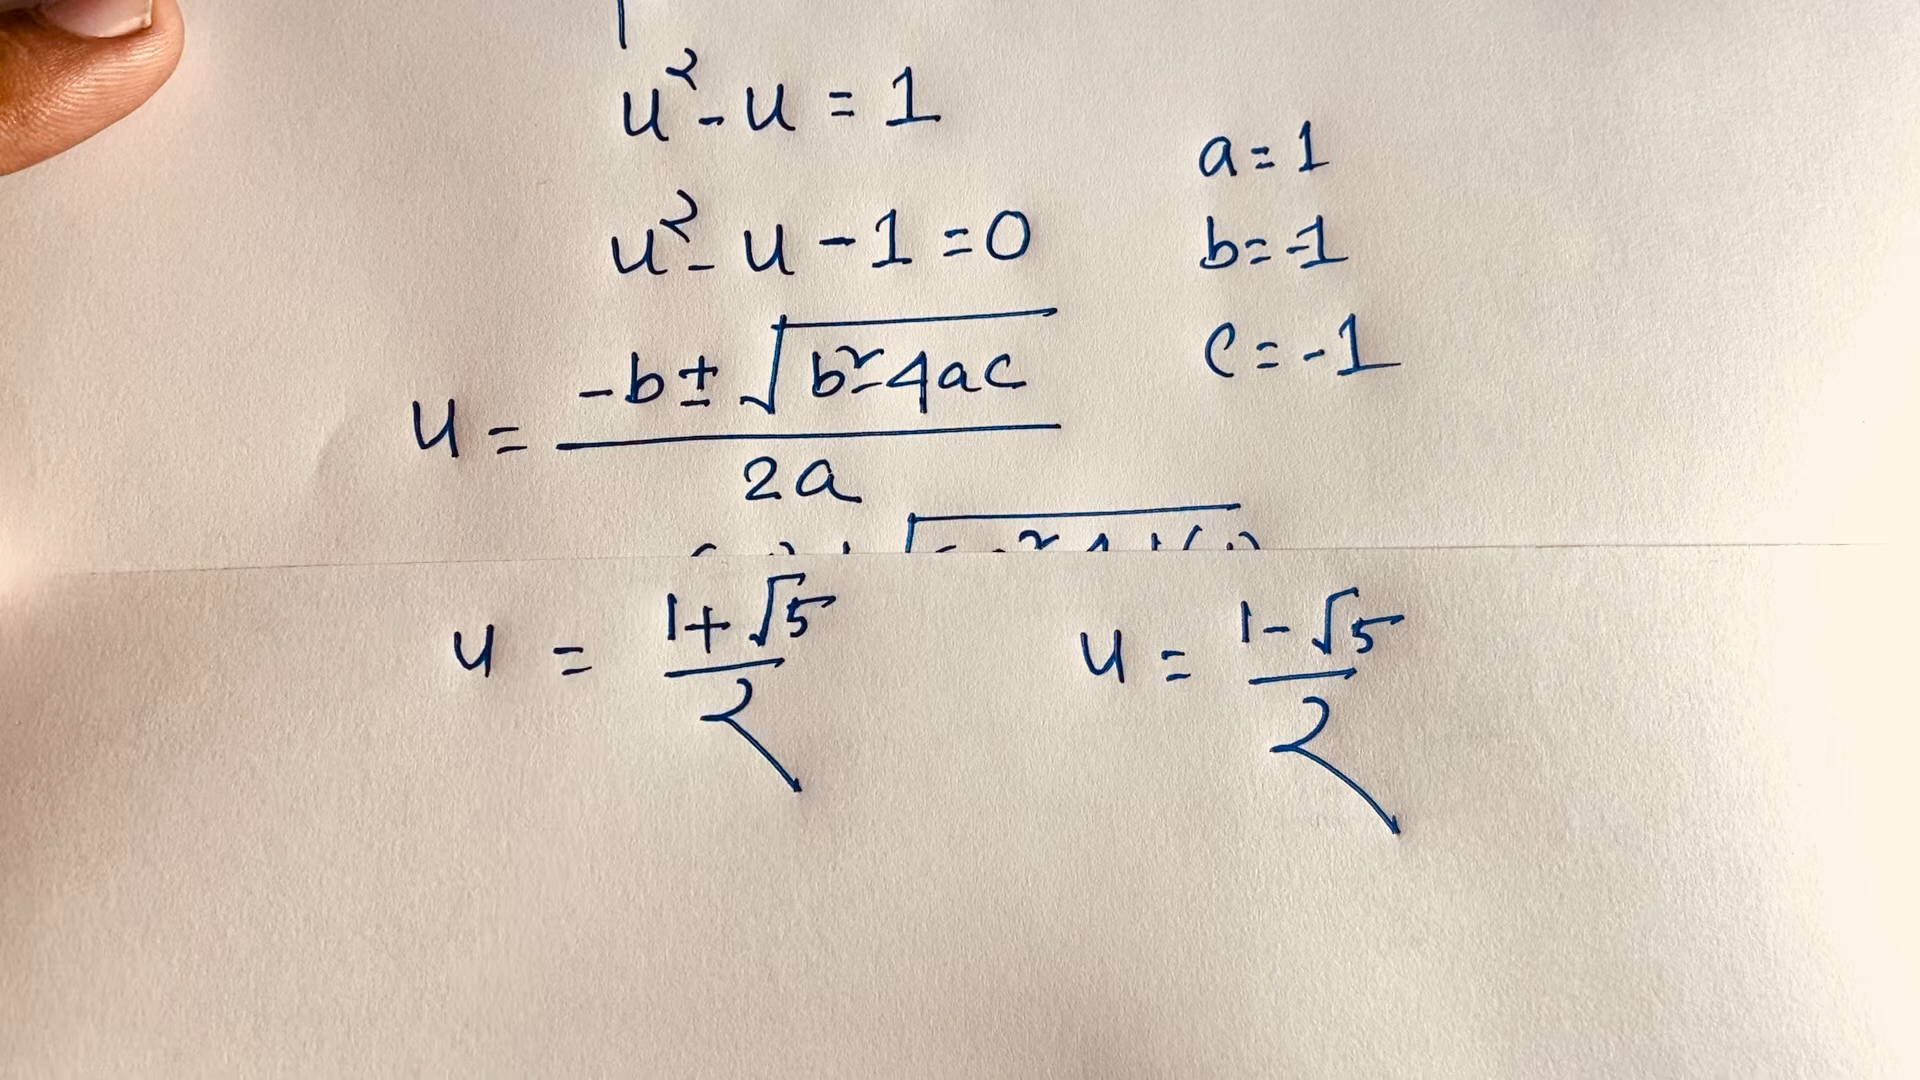 u² - u = 1
a = 1
u² - u - 1 = 0
b = -1
c = -1
u = (-b ± √(b² - 4ac)) / 2a
u = (1 + √5) / 2
u = (1 - √5) / 2